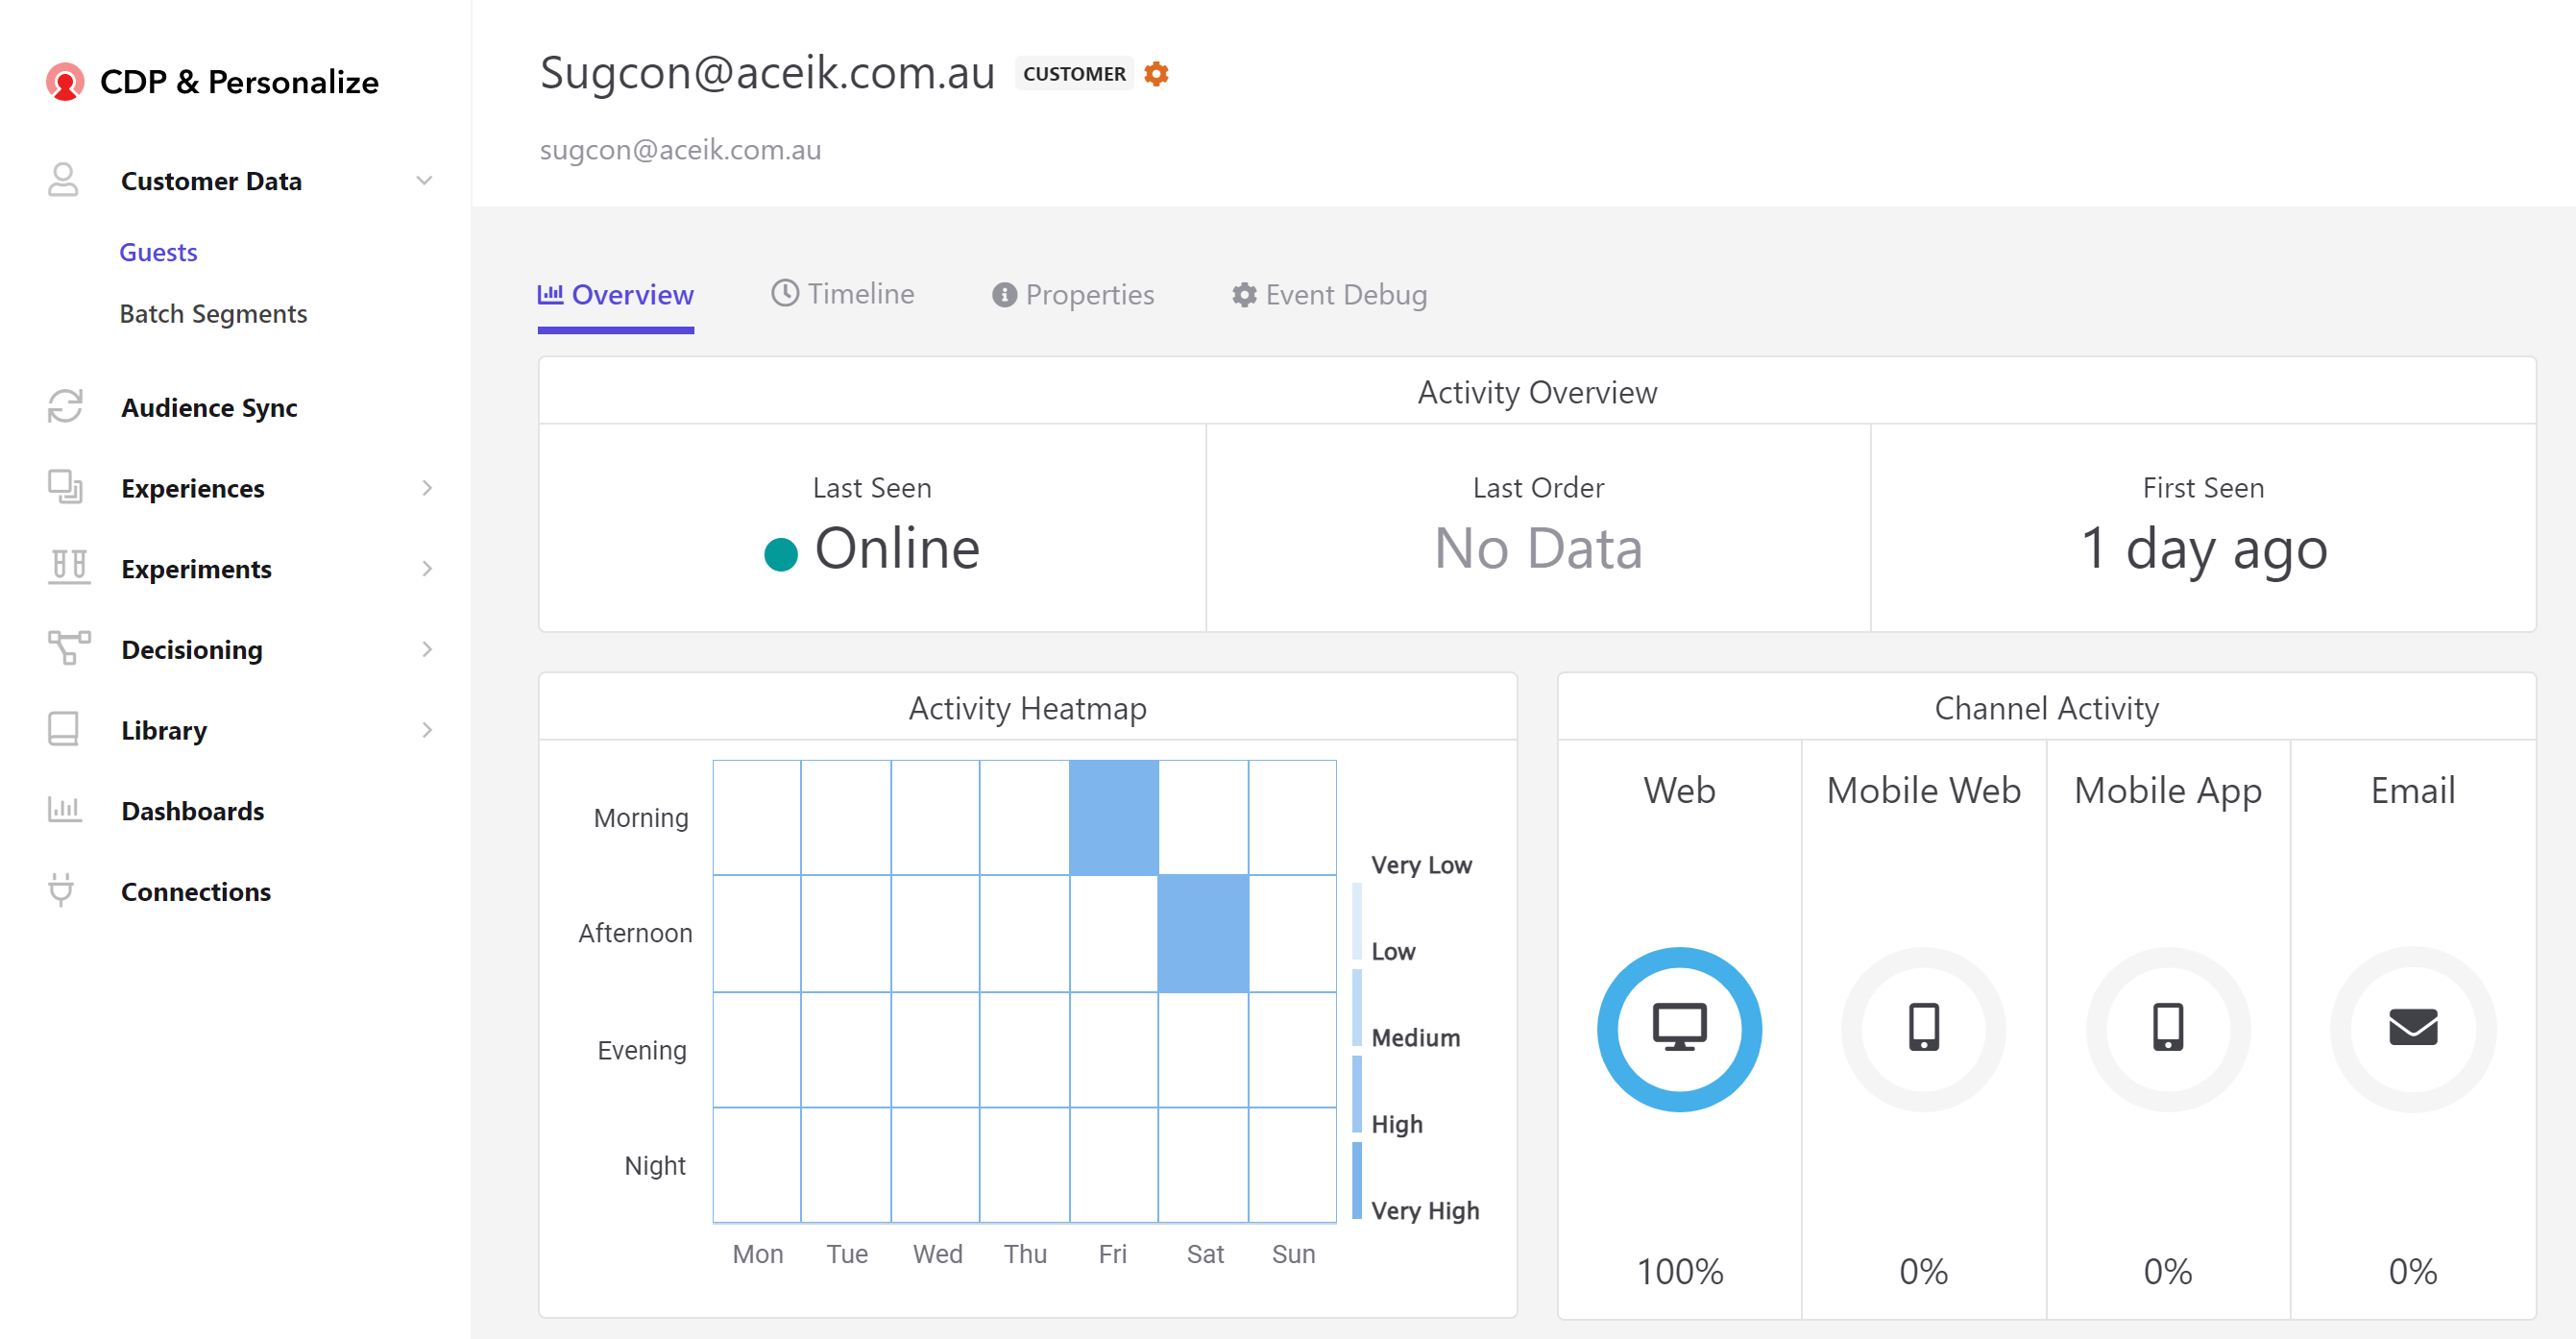 CDP & Personalize
Customer Data
Guests
Batch Segments
Audience Sync
Experiences
Experiments
Decisioning
Library
Dashboards
Connections
Sugcon@aceik.com.au CUSTOMER
sugcon@aceik.com.au
Overview Timeline Properties Event Debug
Activity Overview
Last Seen
Online
Last Order
No Data
First Seen
1 day ago
Activity Heatmap
Morning
Afternoon
Evening
Night
Mon Tue Wed Thu Fri Sat Sun
Very Low
Low
Medium
High
Very High
Channel Activity
Web Mobile Web Mobile App Email
100% 0% 0% 0%